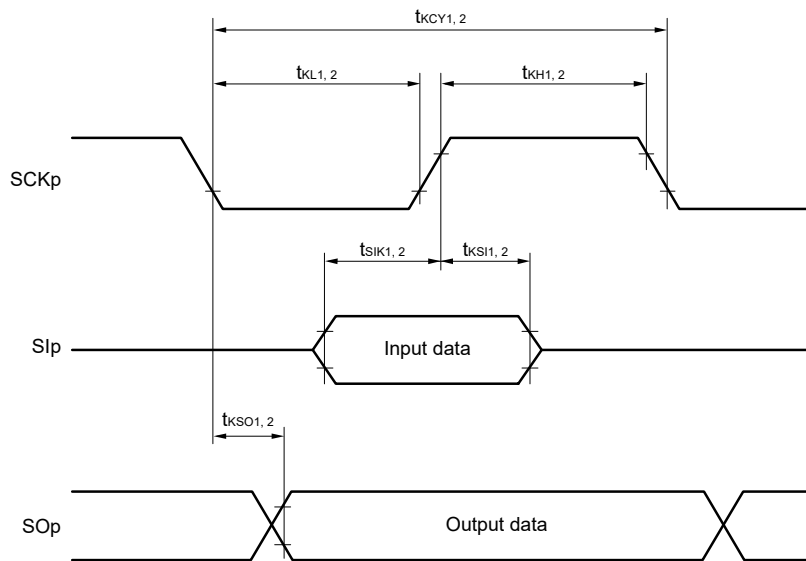 tKCY1, 2
tKL1, 2
tKH1, 2
SCKp
tSIK1, 2
tKSI1, 2
SIp
Input data
tKSO1, 2
SOp
Output data